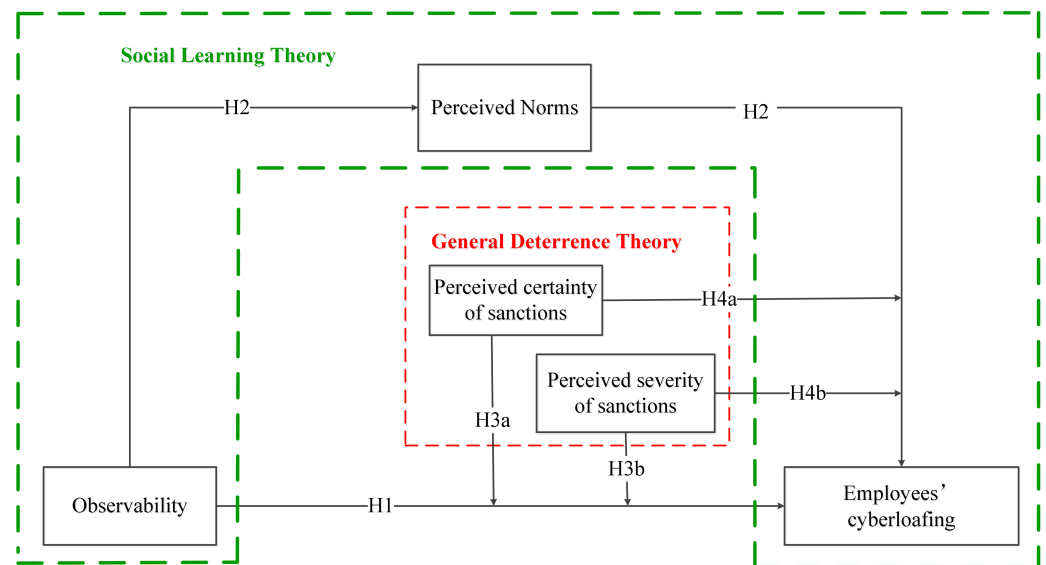 Social Learning Theory
H2
Perceived Norms
H2
General Deterrence Theory
Perceived certainty
of sanctions
H4a
Perceived severity
of sanctions
H4b
H3a
H3b
Observability
H1
Employees’
cyberloafing